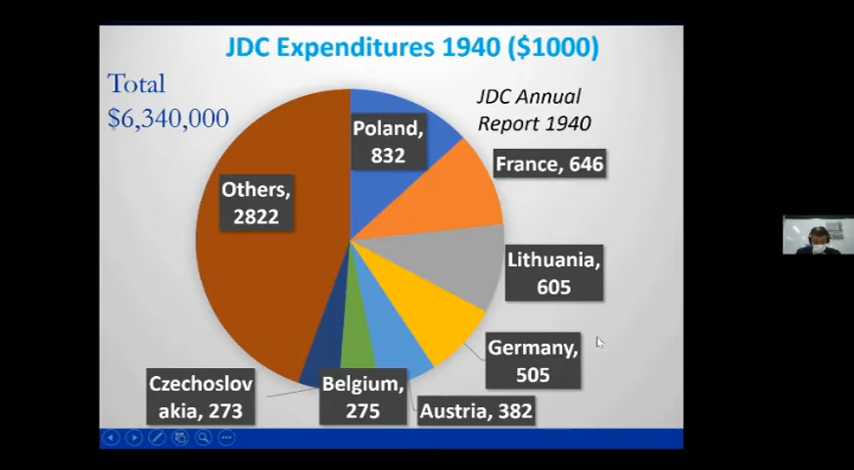 JDC Expenditures 1940 ($1000)
Total
$6,340,000
JDC Annual
Report 1940
Poland,
832
France, 646
Others,
2822
Lithuania,
605
Germany,
505
Czechoslov
akia, 273
Belgium,
275
Austria, 382